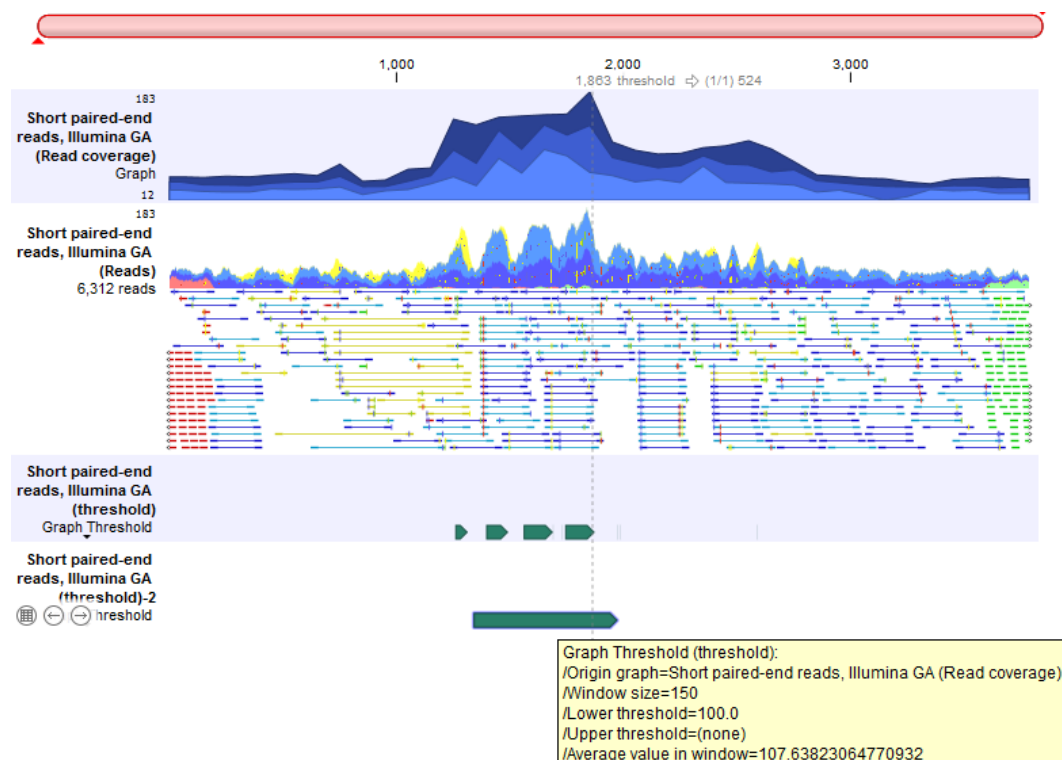 1,000 2,000 3,000
1,863 threshold ⇨ (1/1) 524
183
Short paired-end
reads, Illumina GA
(Read coverage)
Graph
12
183
Short paired-end
reads, Illumina GA
(Reads)
6,312 reads
Short paired-end
reads, Illumina GA
(threshold)
Graph Threshold
Short paired-end
reads, Illumina GA
(threshold)-2
hreshold
Graph Threshold (threshold):
/Origin graph=Short paired-end reads, Illumina GA (Read coverage)
/Window size=150
/Lower threshold=100.0
/Upper threshold=(none)
/Average value in window=107.63823064770932